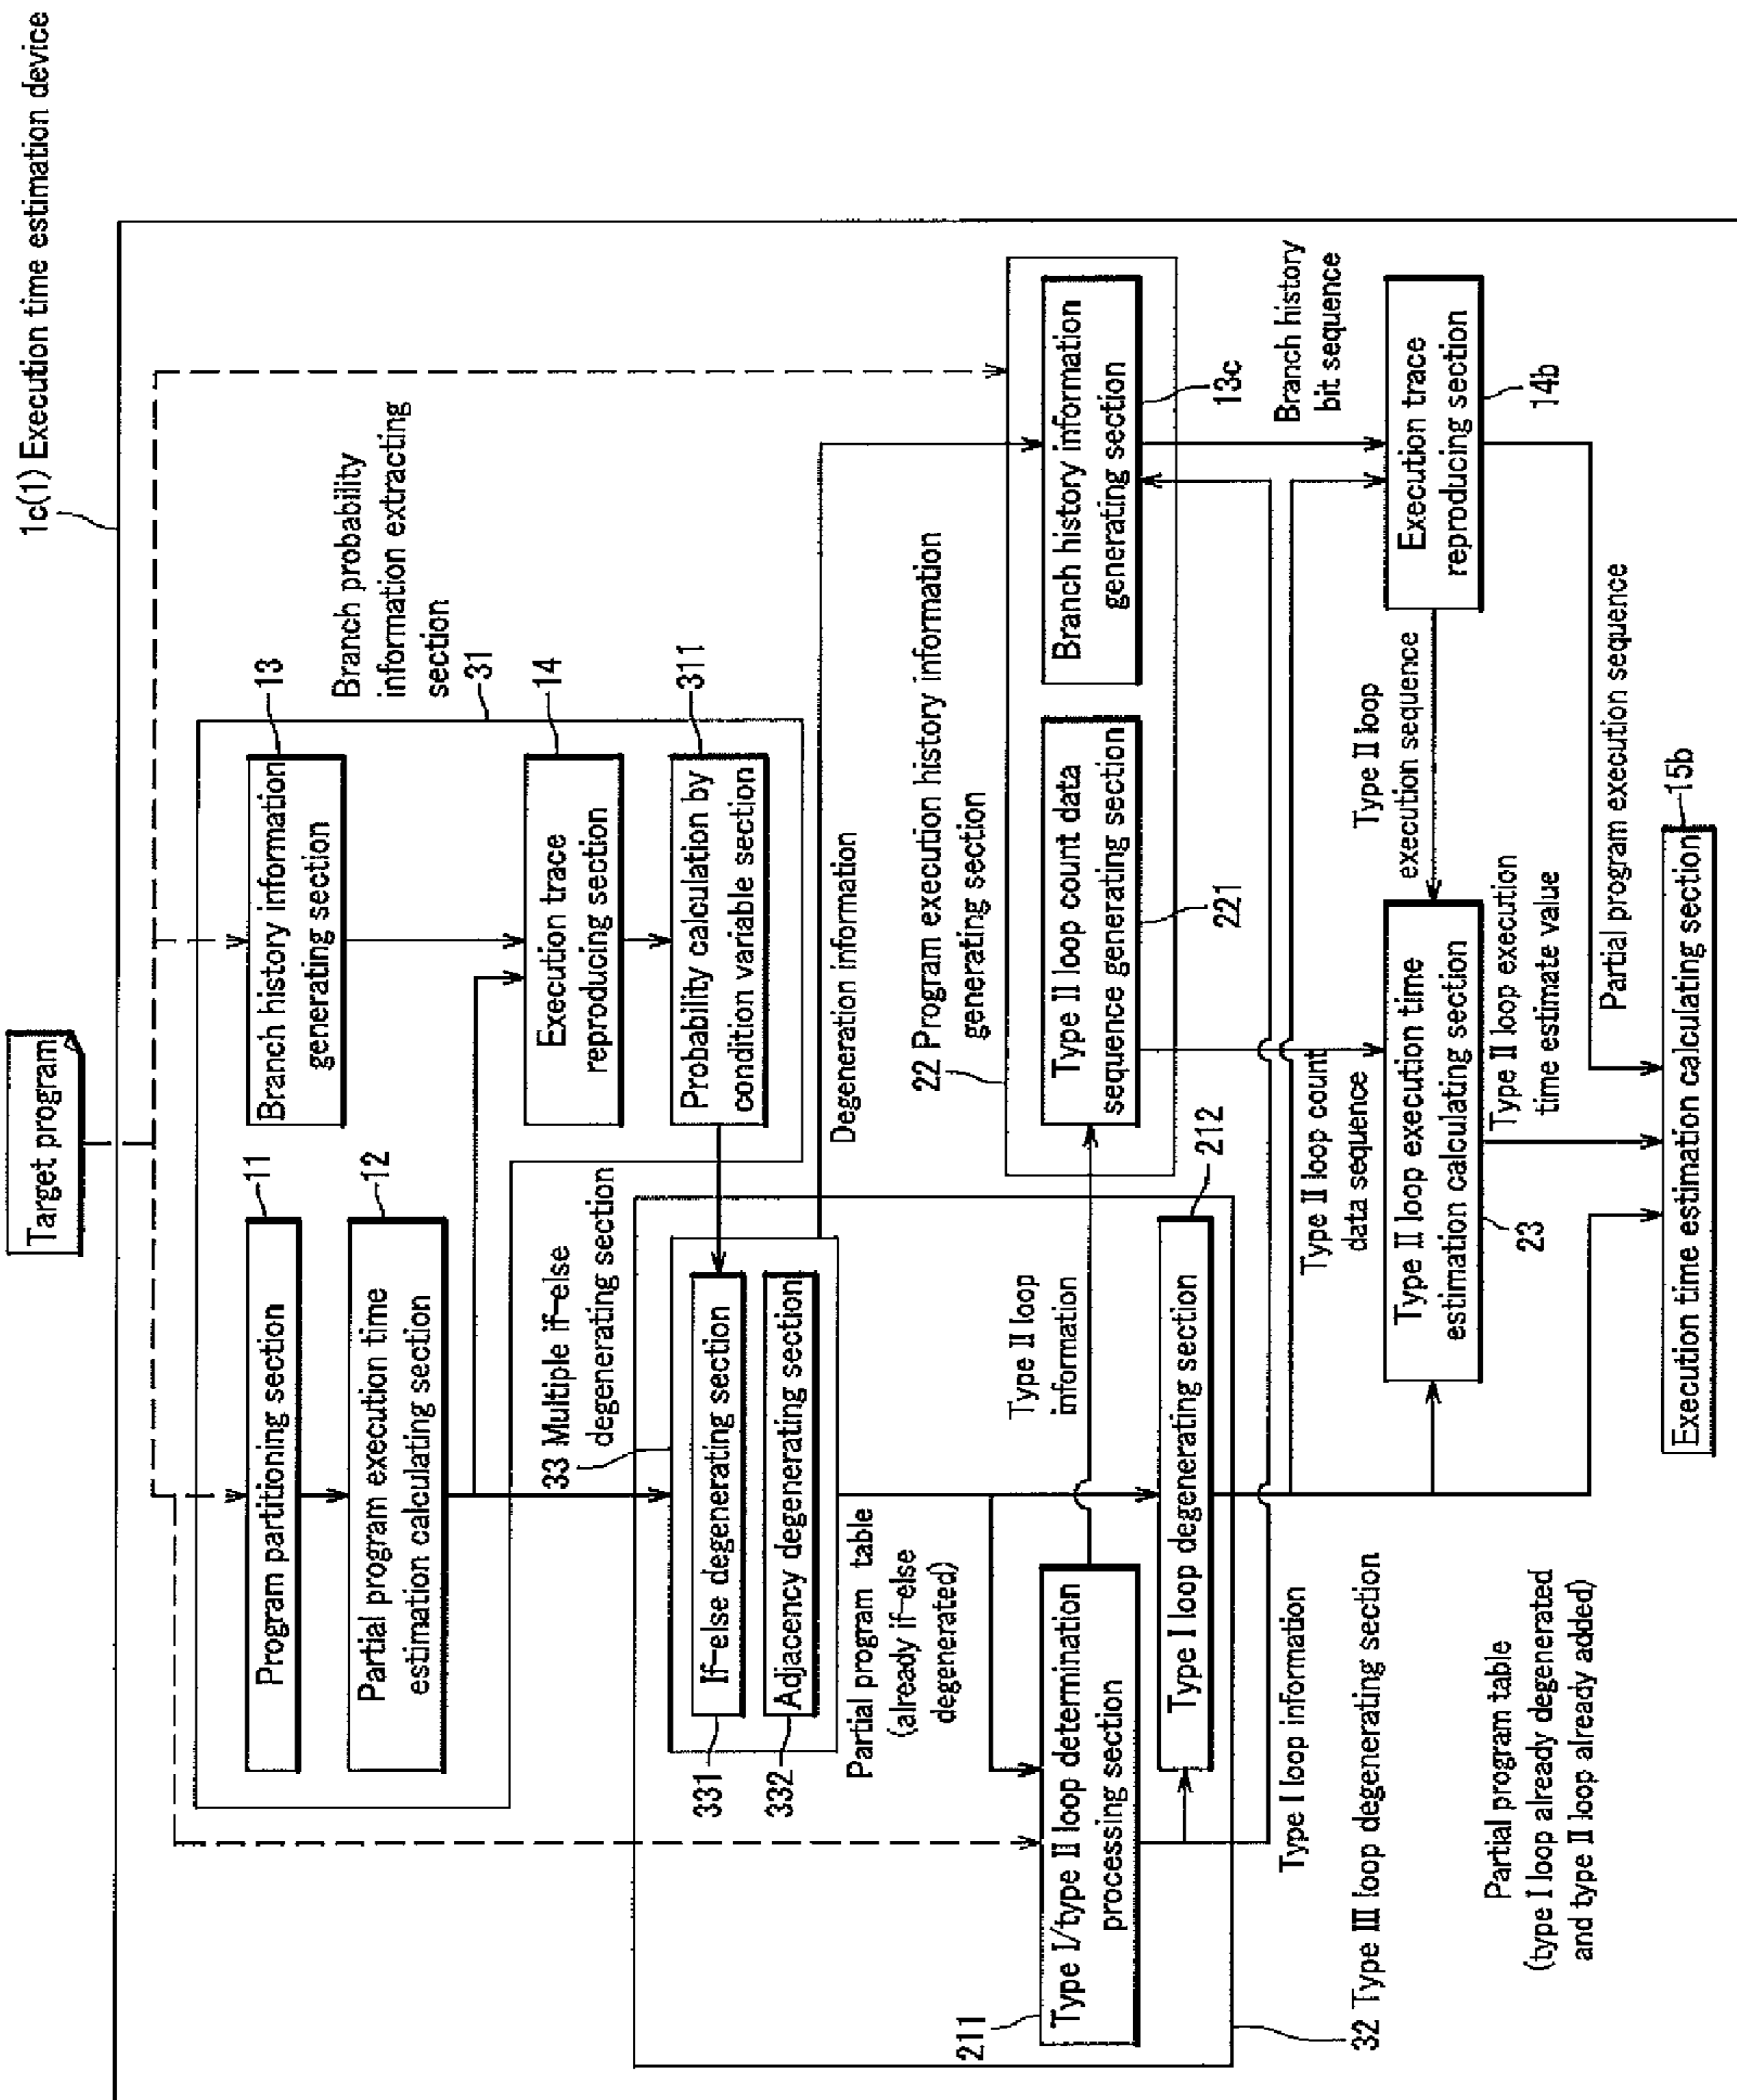 1c(1) Execution time estimation device
Target program
Program partitioning section
11
Partial program execution time
estimation calculating section
12
Branch history information
generating section
13
Branch probability
information extracting
section
31
Execution trace
reproducing section
14
Probability calculation by
condition variable section
311
33 Multiple if-else
degenerating section
If-else degenerating section
331
Adjacency degenerating section
332
Degeneration information
Partial program table
(already if-else
degenerated)
22 Program execution history information
generating section
Type II loop count data
sequence generating section
221
Branch history information
generating section
13c
Type II loop
information
Type I/type II loop determination
processing section
211
Type I loop degenerating section
212
Type I loop information
32 Type III loop degenerating section
Type II loop count
data sequence
Branch history
bit sequence
Type II loop
execution sequence
Execution trace
reproducing section
14b
Type II loop execution time
estimation calculating section
23
Type II loop execution
time estimate value
Partial program execution sequence
Partial program table
(type I loop already degenerated
and type II loop already added)
Execution time estimation calculating section
15b